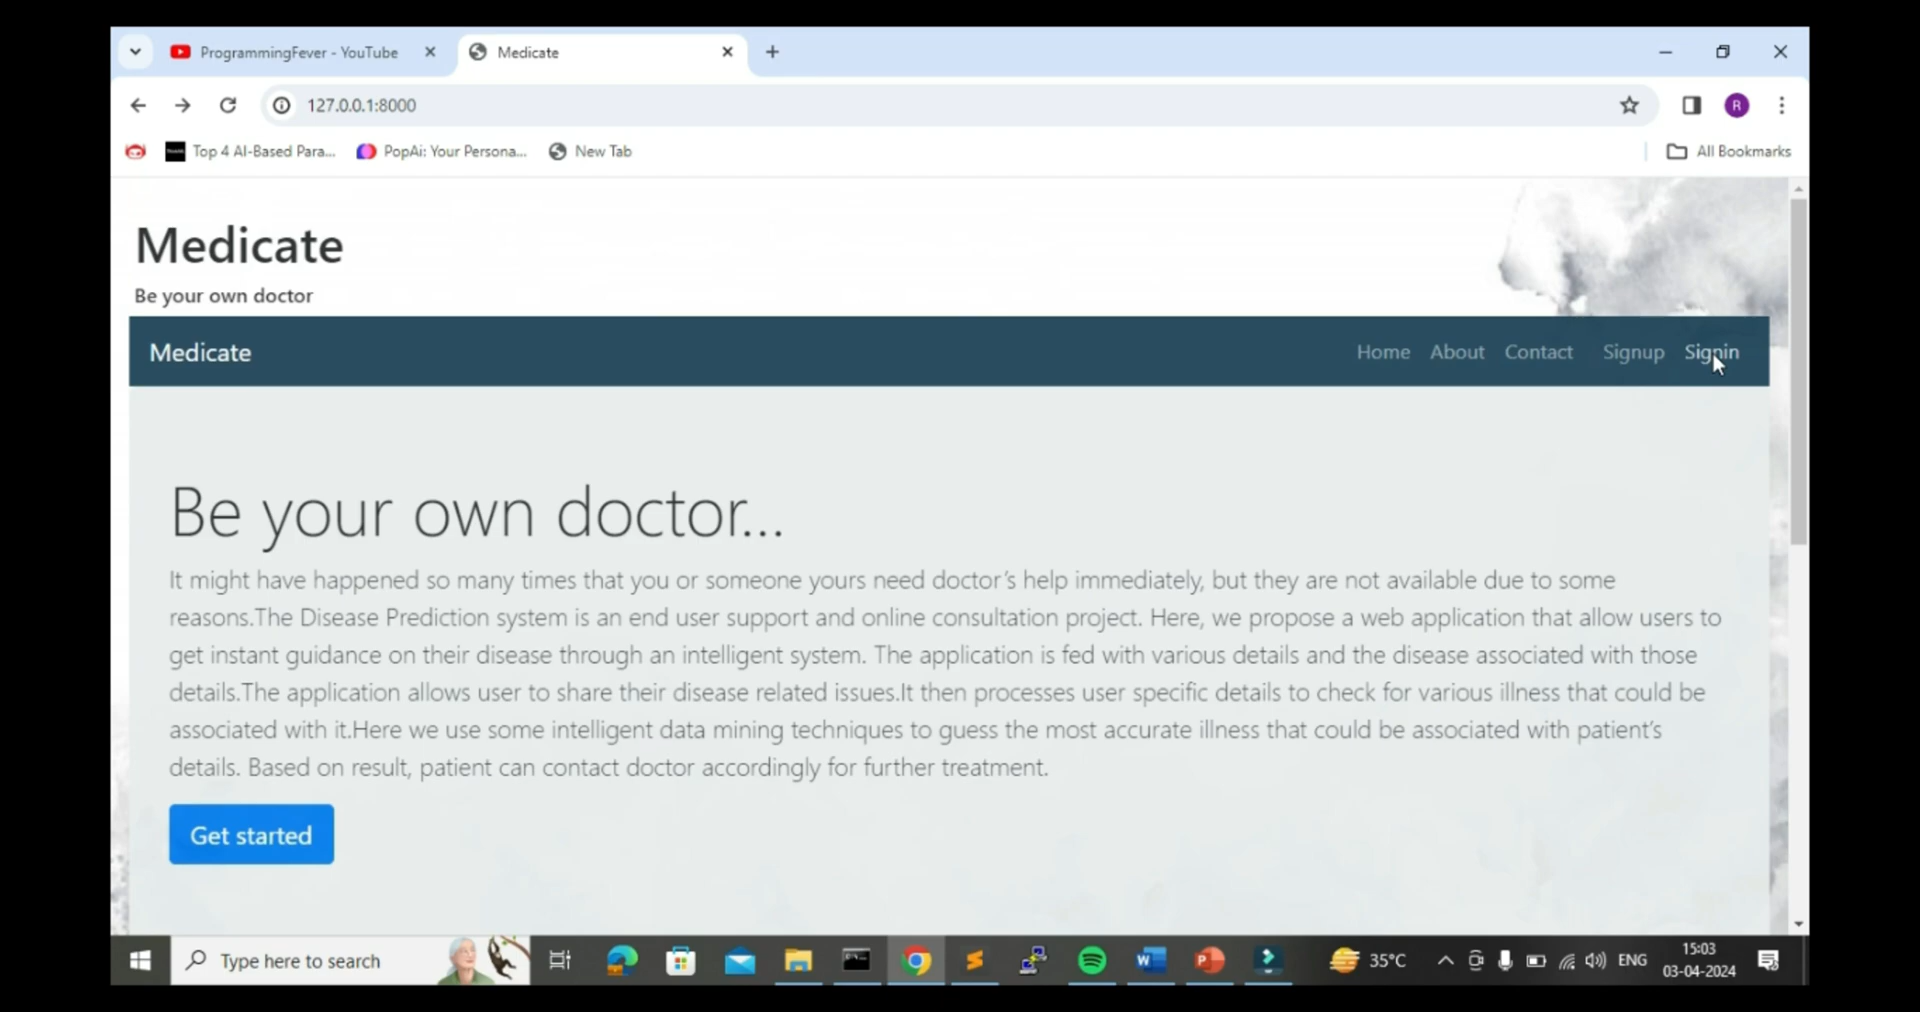 ProgrammingFever - YouTube
Medicate
127.0.0.1:8000
R
Top 4 AI-Based Para...
PopAi: Your Persona...
New Tab
All Bookmarks
Medicate
Be your own doctor
Medicate
Home About Contact Signup Signin
Be your own doctor...
It might have happened so many times that you or someone yours need doctor's help immediately, but they are not available due to some
reasons.The Disease Prediction system is an end user support and online consultation project. Here, we propose a web application that allow users to
get instant guidance on their disease through an intelligent system. The application is fed with various details and the disease associated with those
details.The application allows user to share their disease related issues.It then processes user specific details to check for various illness that could be
associated with it.Here we use some intelligent data mining techniques to guess the most accurate illness that could be associated with patient's
details. Based on result, patient can contact doctor accordingly for further treatment.
Get started
Type here to search
35°C
ENG
15:03
03-04-2024